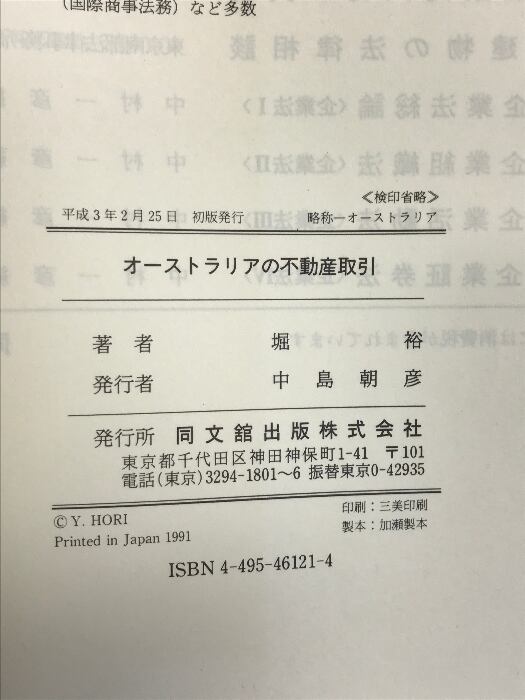 （国際商事法務）など多数
≪検印省略≫
平成3年2月25日　初版発行　略称―オーストラリア
オーストラリアの不動産取引
著者　堀裕
発行者　中島朝彦
発行所　同文舘出版株式会社
東京都千代田区神田神保町1-41　〒101
電話(東京)3294-1801～6 振替東京0-42935
© Y. HORI　印刷：三美印刷
Printed in Japan 1991　製本：加瀬製本
ISBN 4-495-46121-4